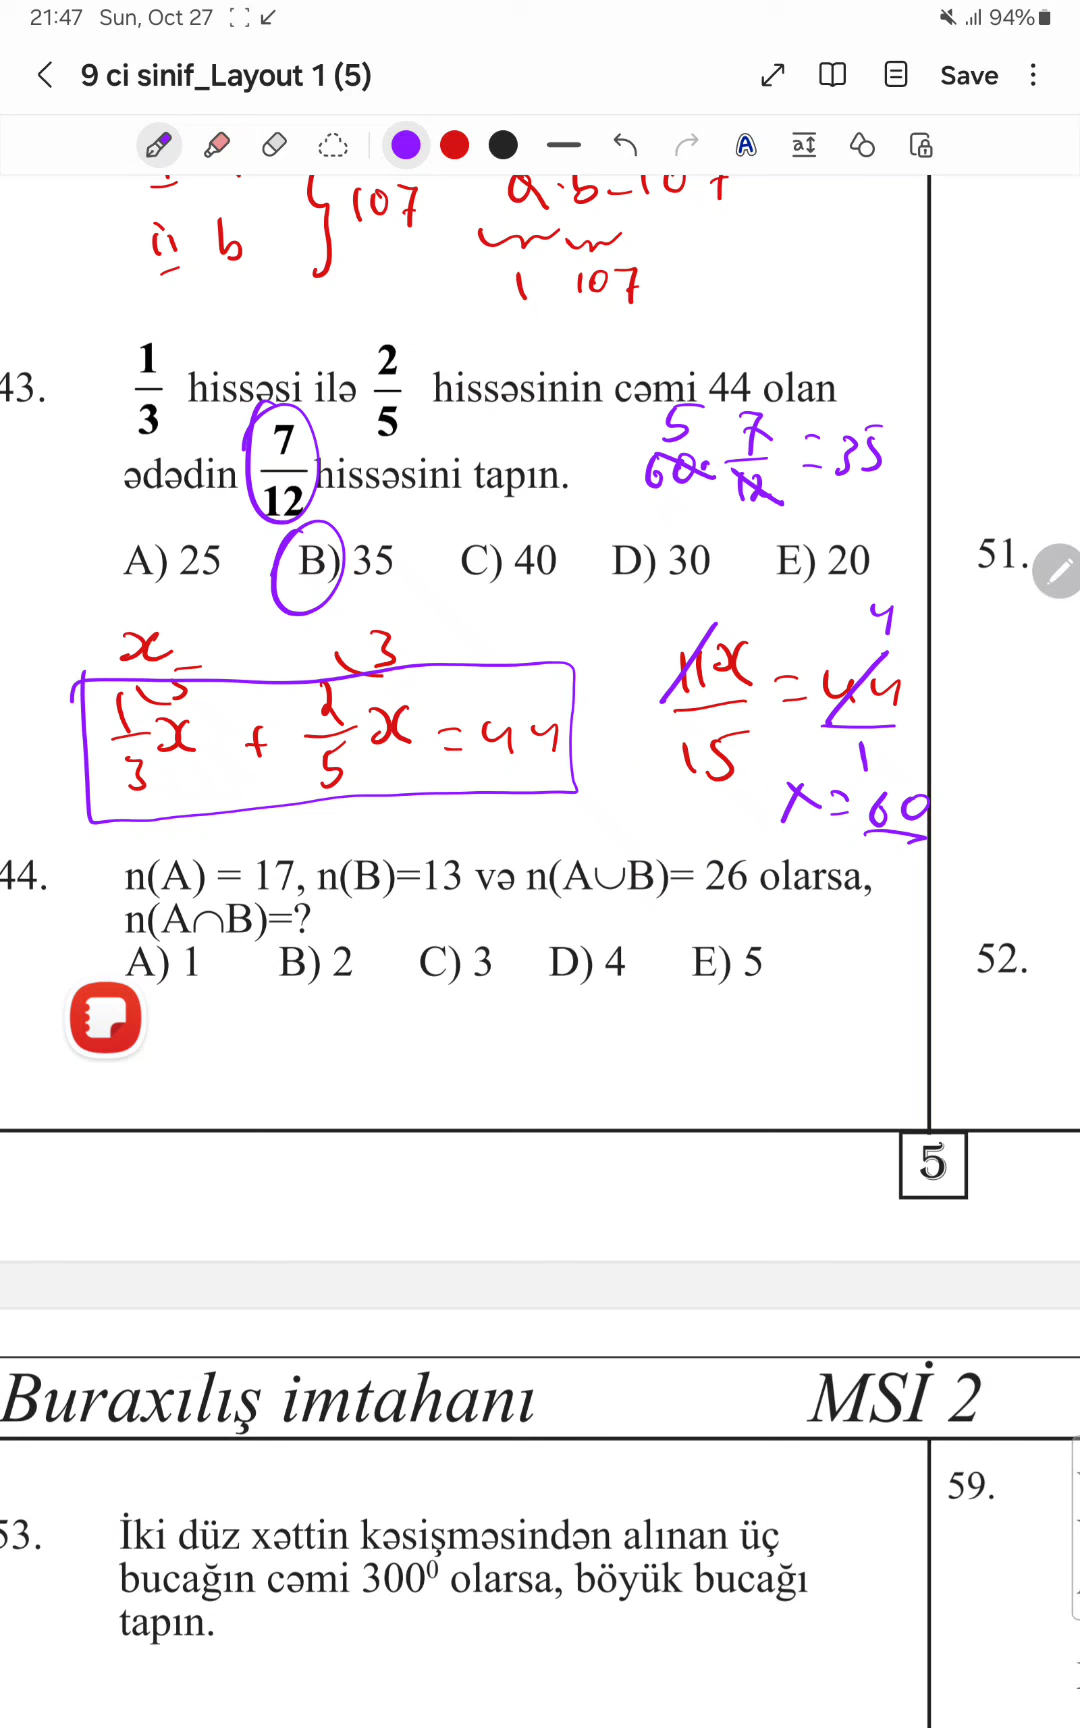 21:47 Sun, Oct 27 94%
9 ci sinif_Layout 1 (5) Save
107 a·b=107
ii b
1 107
43. 1/3 hissəsi ilə 2/5 hissəsinin cəmi 44 olan
ədədin 7/12 hissəsini tapın.
60· 7/12 = 35
5
A) 25 B) 35 C) 40 D) 30 E) 20
x
5 3
1/3 x + 2/5 x = 44
11x/15 = 44/1
4
x = 60
44. n(A) = 17, n(B)=13 və n(A∪B)= 26 olarsa,
n(A∩B)=?
A) 1 B) 2 C) 3 D) 4 E) 5
51.
52.
5
Buraxılış imtahanı MSİ 2
53. İki düz xəttin kəsişməsindən alınan üç
bucağın cəmi 300⁰ olarsa, böyük bucağı
tapın.
59.